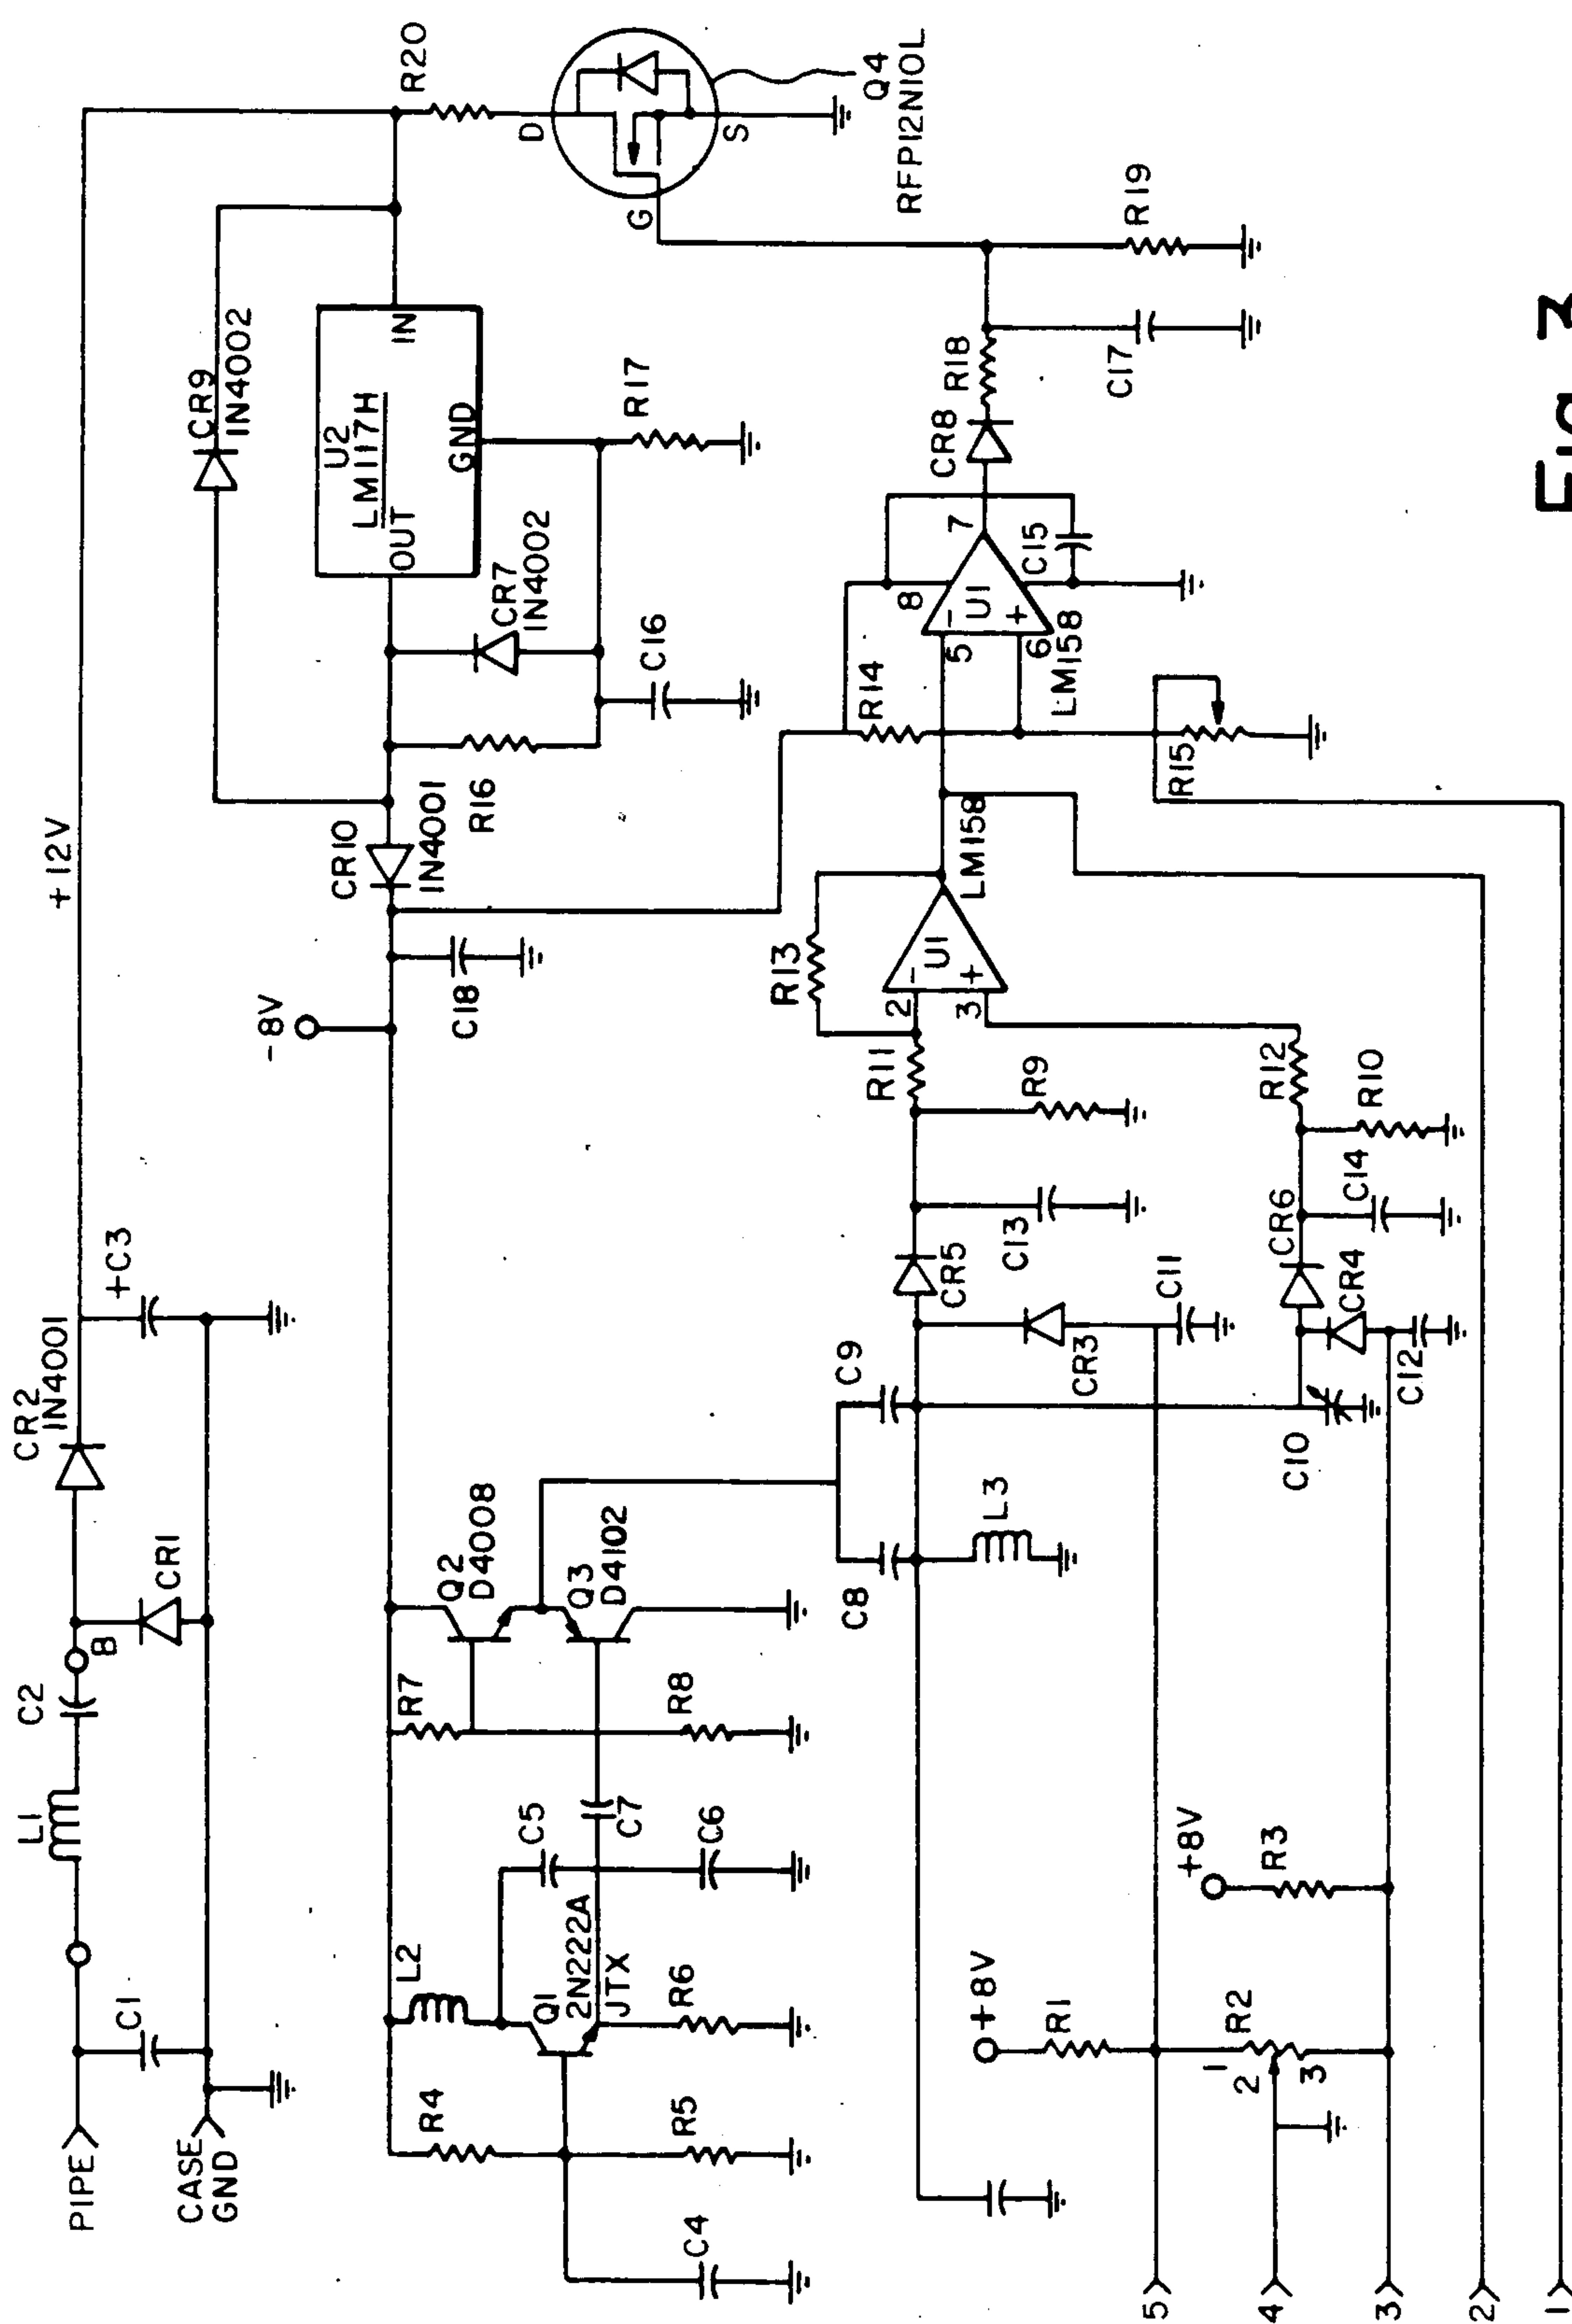 PIPE
CASE
GND
C1
L1
C2
B
CR1
CR2
IN4001
+C3
+12V
R20
CR9
IN4002
U2
LM117H
OUT
IN
GND
R17
CR7
IN4002
C16
R16
CR10
IN4001
-8V
C18
D
G
S
Q4
RFP12N10L
R4
L2
Q1
2N222A
JTX
R5
R6
C4
C5
C7
C6
R7
R8
Q2
D4008
Q3
D4102
C8
C9
L3
CR5
C13
R9
R11
R13
2
3
-
+
U1
LM158
R14
5
6
8
7
-
+
U1
LM158
C15
CR8
R18
C17
R19
CR3
C11
C10
CR6
CR4
C12
C14
R10
R12
R15
+8V
R1
1
2
3
R2
+8V
R3
5
4
3
2
1
Fig. 3